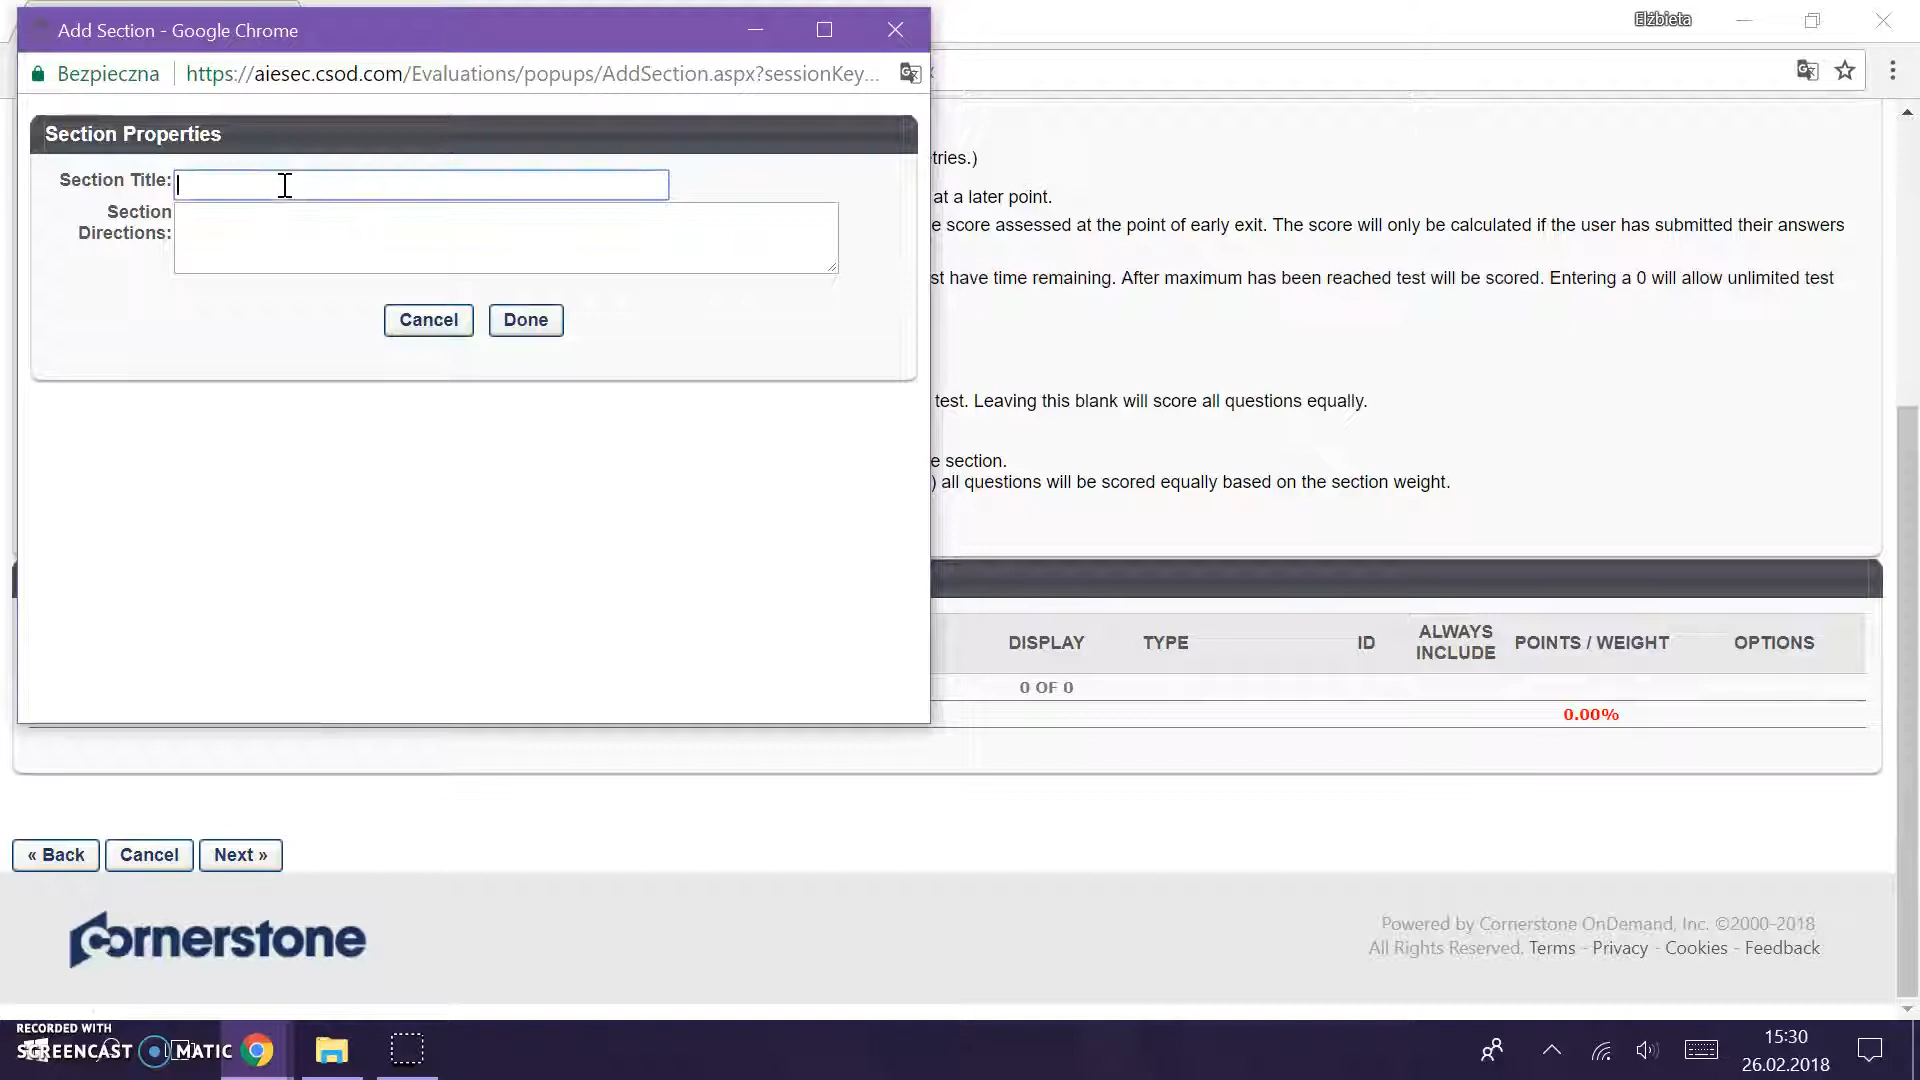 Add Section - Google Chrome
Elżbieta
Bezpieczna
https://aiesec.csod.com/Evaluations/popups/AddSection.aspx?sessionKey...
Section Properties
Section Title:
Section
Directions:
Cancel
Done
tries.)
at a later point.
e score assessed at the point of early exit. The score will only be calculated if the user has submitted their answers
st have time remaining. After maximum has been reached test will be scored. Entering a 0 will allow unlimited test
test. Leaving this blank will score all questions equally.
e section.
) all questions will be scored equally based on the section weight.
DISPLAY
TYPE
ID
ALWAYS
INCLUDE
POINTS / WEIGHT
OPTIONS
0 OF 0
0.00%
« Back
Cancel
Next »
Cornerstone
Powered by Cornerstone OnDemand, Inc. ©2000-2018
All Rights Reserved. Terms - Privacy - Cookies - Feedback
RECORDED WITH
SCREENCAST MATIC
15:30
26.02.2018